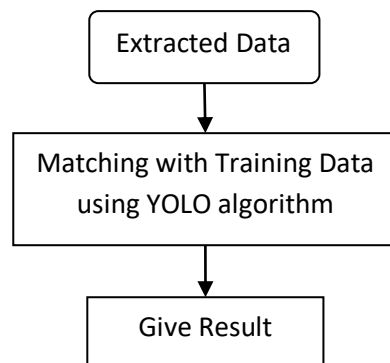 Extracted Data
Matching with Training Data
using YOLO algorithm
Give Result